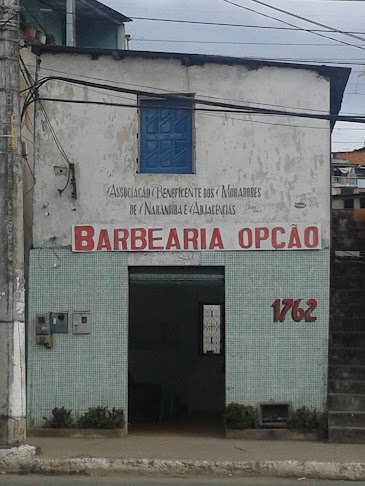 ASSOCIAÇÃO BENEFICENTE DOS MORADORES
DE NARANDIBA E ADJACENCIAS
BARBEARIA OPÇÃO
1762